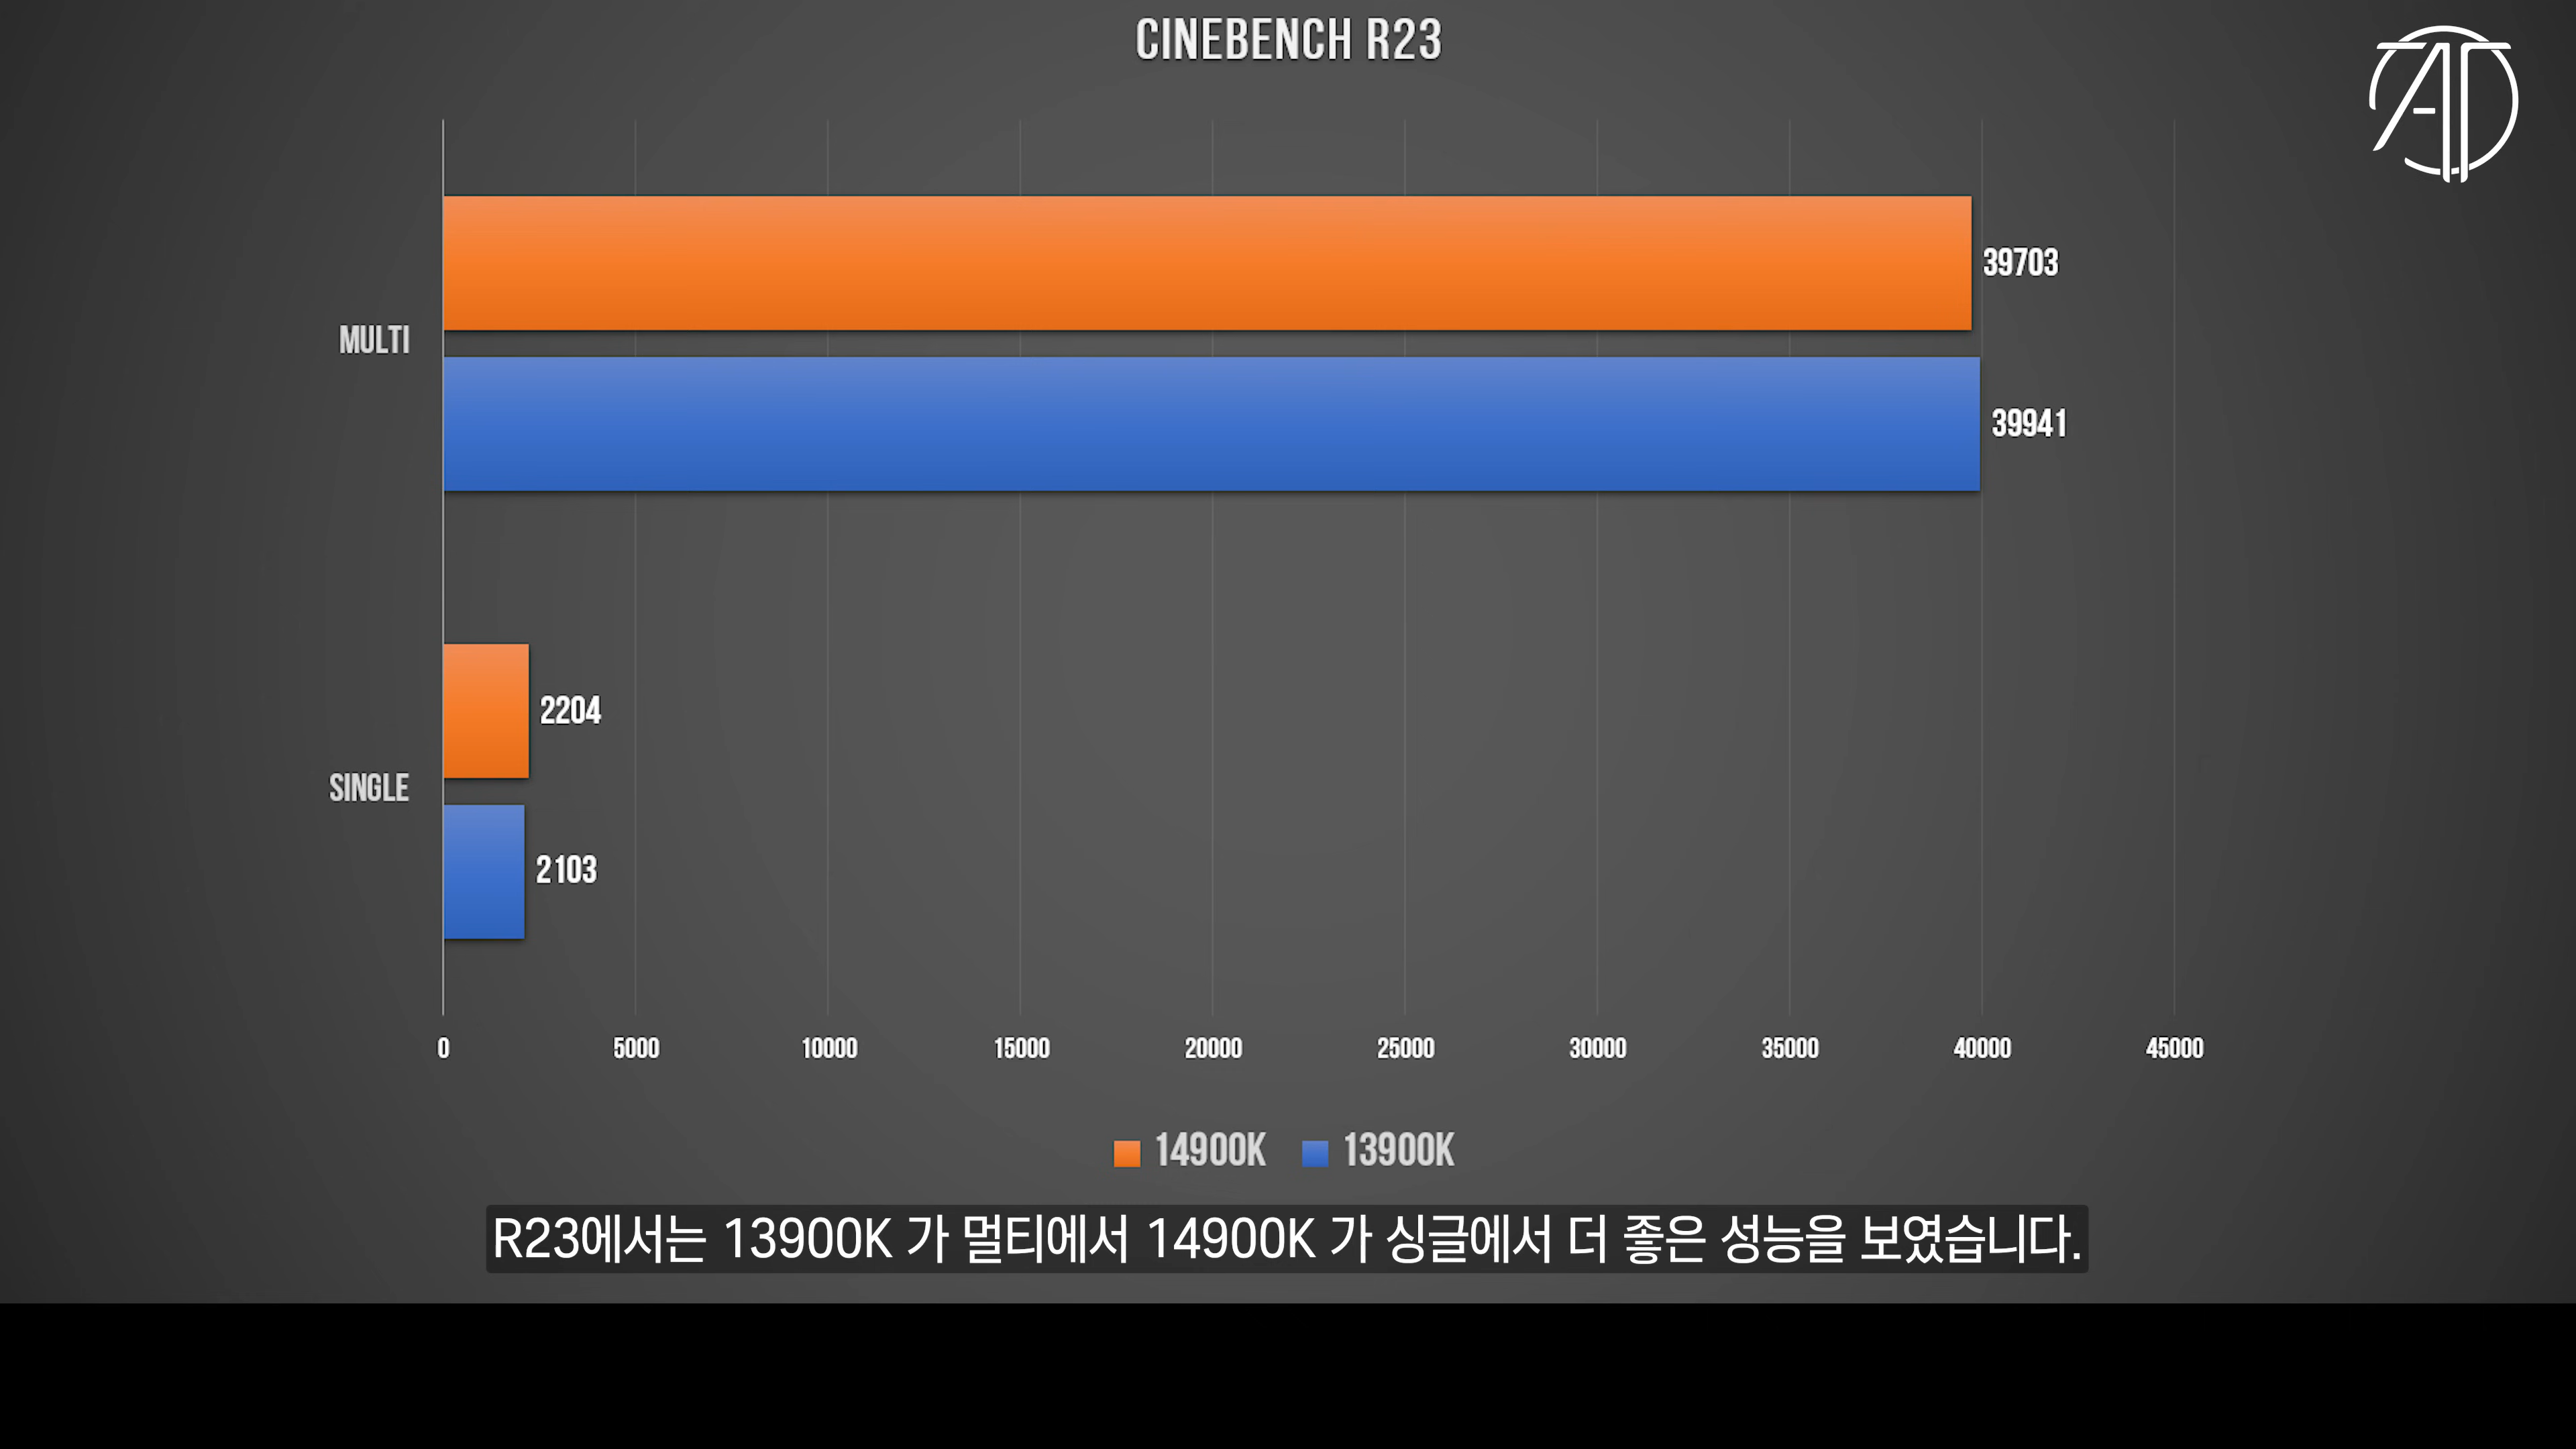 CINEBENCH R23
MULTI
39703
39941
SINGLE
2204
2103
0 5000 10000 15000 20000 25000 30000 35000 40000 45000
14900K 13900K
R23에서는 13900K 가 멀티에서 14900K 가 싱글에서 더 좋은 성능을 보였습니다.